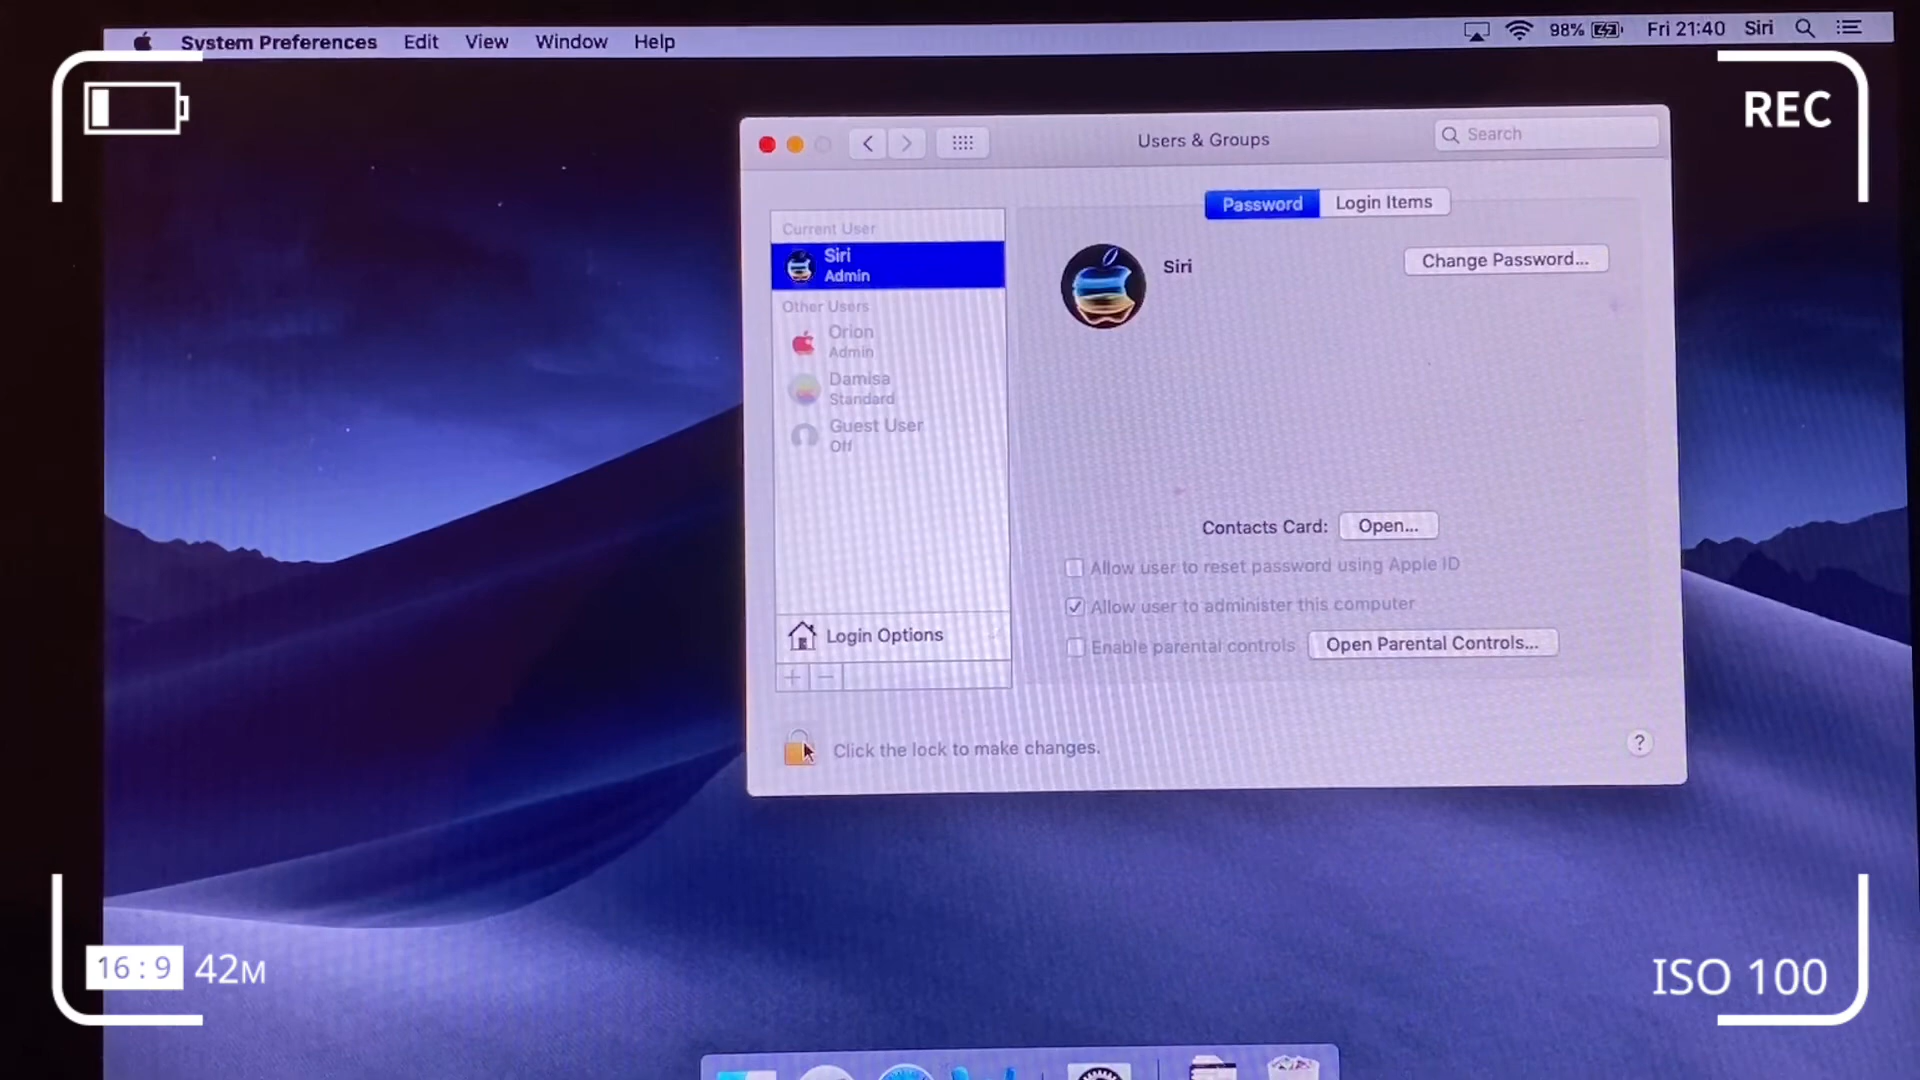 System Preferences Edit View Window Help
98% Fri 21:40 Siri
REC
Users & Groups
Search
Password Login Items
Current User
Siri
Admin
Other Users
Orion
Admin
Damisa
Standard
Guest User
Off
Login Options
+ −
Siri
Change Password...
Contacts Card: Open...
Allow user to reset password using Apple ID
Allow user to administer this computer
Enable parental controls Open Parental Controls...
Click the lock to make changes.
?
16:9 42M
ISO 100